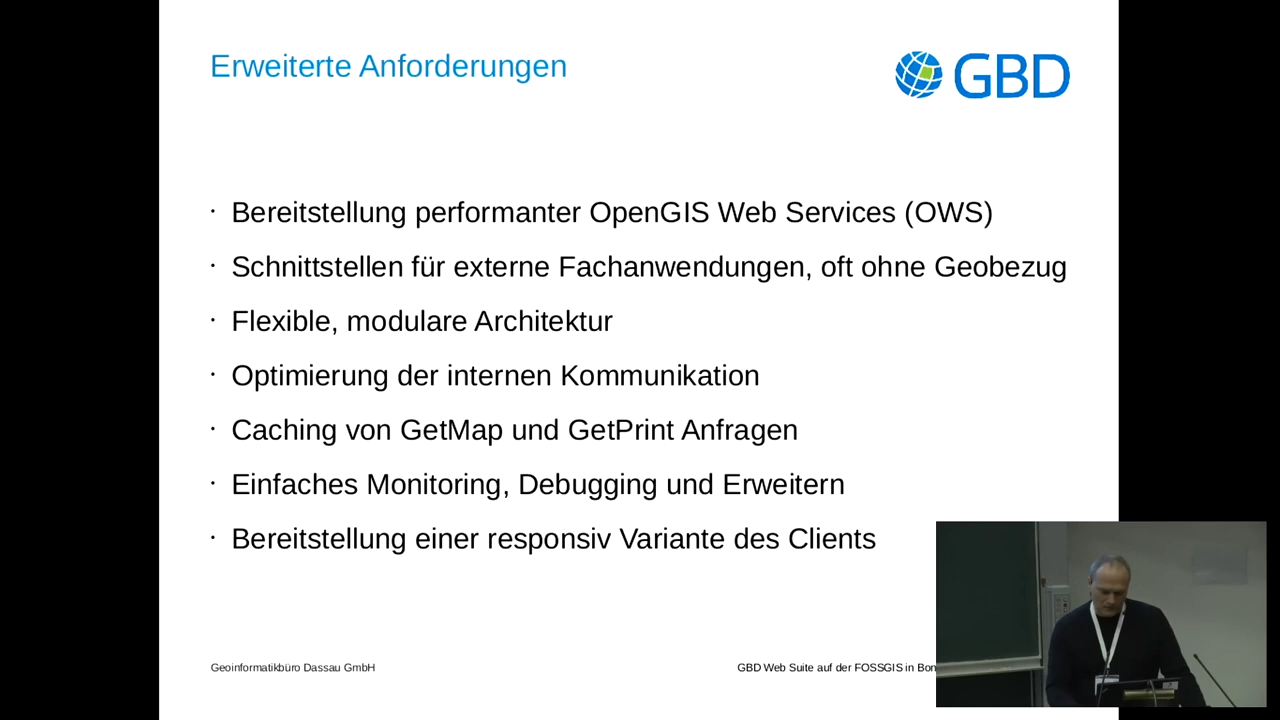 Erweiterte Anforderungen
GBD
· Bereitstellung performanter OpenGIS Web Services (OWS)
· Schnittstellen für externe Fachanwendungen, oft ohne Geobezug
· Flexible, modulare Architektur
· Optimierung der internen Kommunikation
· Caching von GetMap und GetPrint Anfragen
· Einfaches Monitoring, Debugging und Erweitern
· Bereitstellung einer responsiv Variante des Clients
Geoinformatikbüro Dassau GmbH
GBD Web Suite auf der FOSSGIS in Bon